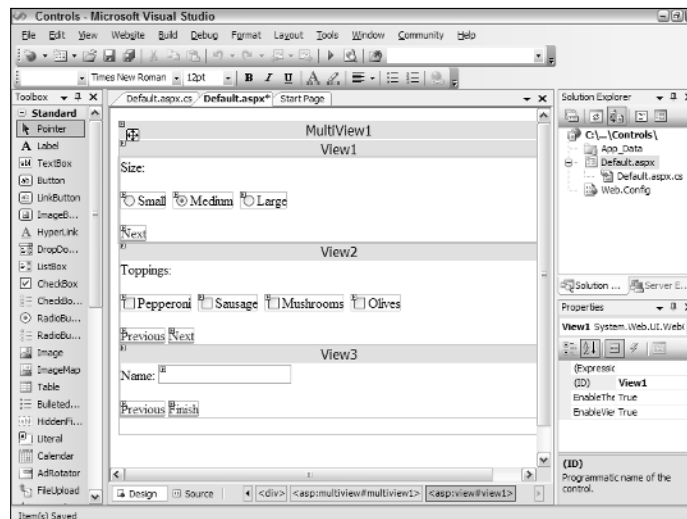 Controls - Microsoft Visual Studio
File Edit View Website Build Debug Format Layout Tools Window Community Help
Times New Roman 12pt B I U A
Toolbox
Standard
Pointer
A Label
TextBox
Button
LinkButton
ImageB...
A HyperLink
DropDo...
ListBox
CheckBox
CheckBo...
RadioBu...
RadioBu...
Image
ImageMap
Table
Bulleted...
HiddenFi...
Literal
Calendar
AdRotator
FileUpload
Default.aspx.cs Default.aspx* Start Page
MultiView1
View1
Size:
Small Medium Large
Next
View2
Toppings:
Pepperoni Sausage Mushrooms Olives
Previous Next
View3
Name:
Previous Finish
Design Source <div> <asp:multiview#multiview1> <asp:view#view1>
Solution Explorer
C:\...\Controls\
App_Data
Default.aspx
Default.aspx.cs
Web.Config
Solution ... Server E...
Properties
View1 System.Web.UI.Web
(Expressic
(ID) View1
EnableThe True
EnableVie True
(ID)
Programmatic name of the
control.
Item(s) Saved